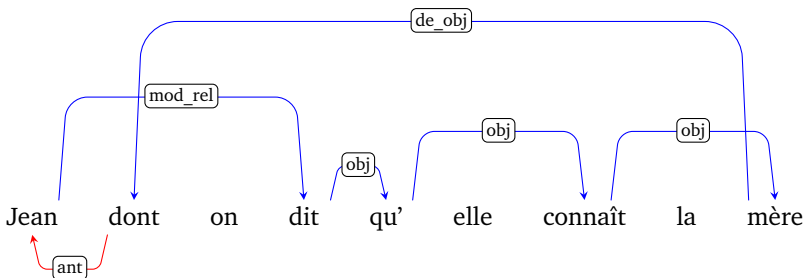 de_obj
mod_rel
obj obj
obj
Jean dont on dit qu' elle connaît la mère
ant